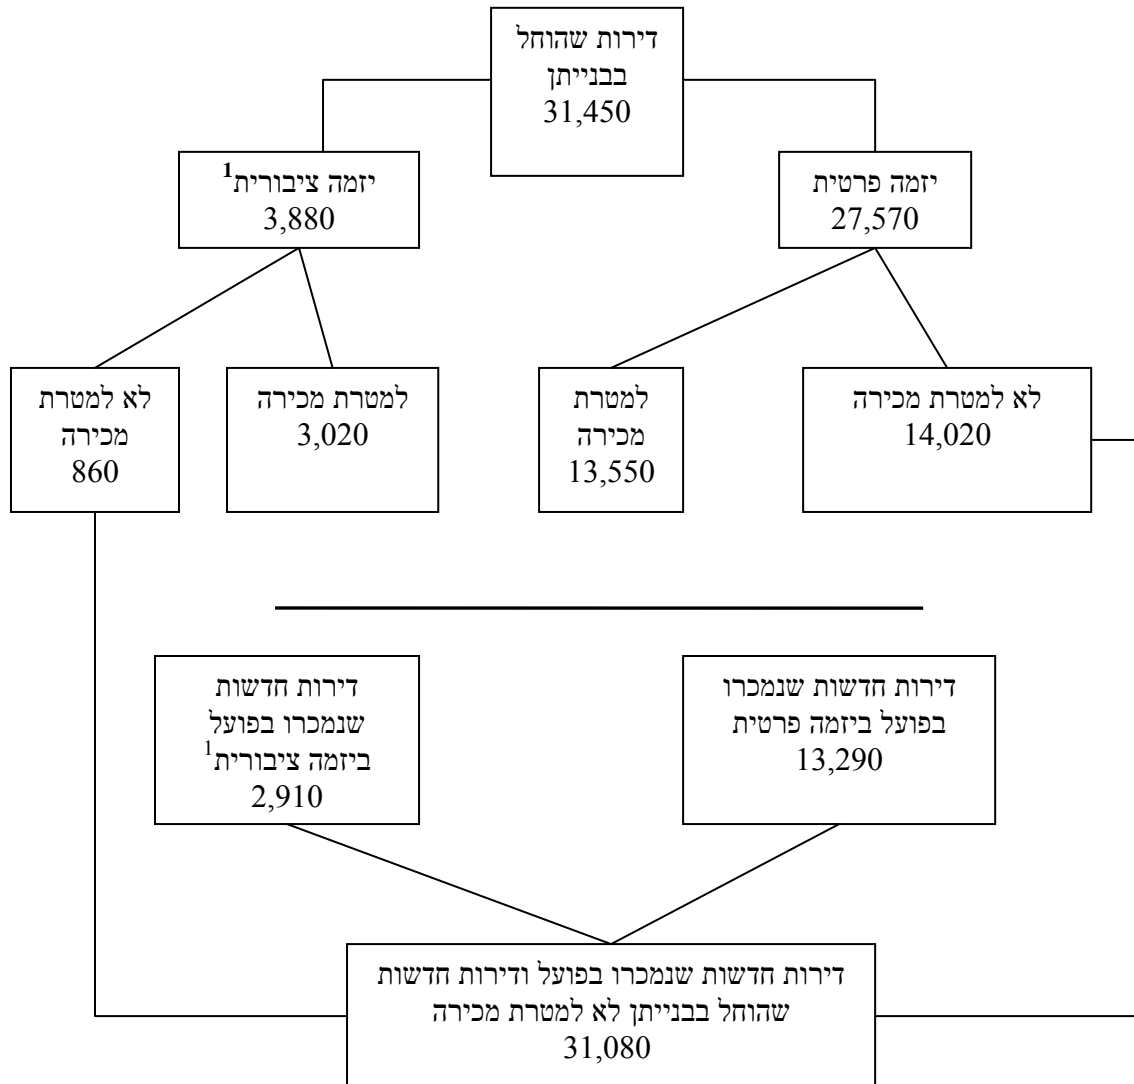 דירות שהוחל
בבנייתן
31,450
יזמה פרטית
27,570
יזמה ציבורית¹
3,880
לא למטרת מכירה
14,020
למטרת
מכירה
13,550
למטרת מכירה
3,020
לא למטרת
מכירה
860
דירות חדשות שנמכרו
בפועל ביזמה פרטית
13,290
דירות חדשות
שנמכרו בפועל
ביזמה ציבורית¹
2,910
דירות חדשות שנמכרו בפועל ודירות חדשות
שהוחל בבנייתן לא למטרת מכירה
31,080